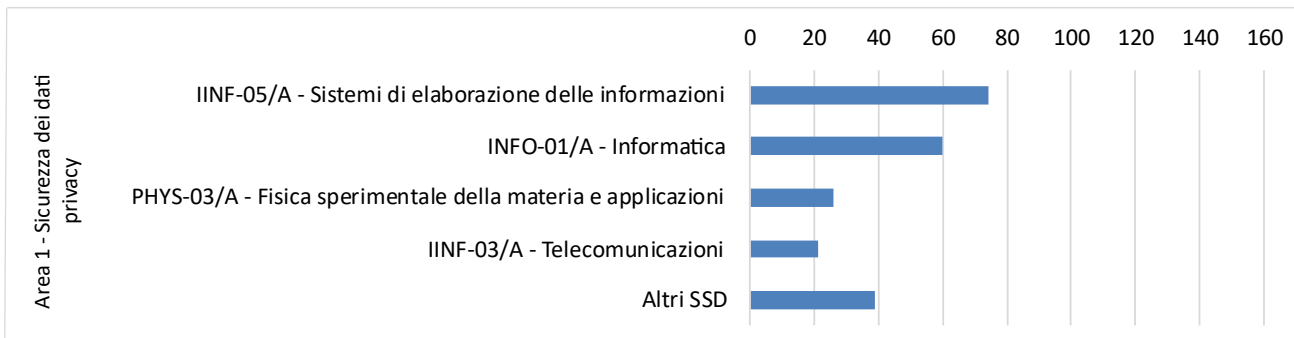 0 20 40 60 80 100 120 140 160
Area 1 - Sicurezza dei dati
privacy
IINF-05/A - Sistemi di elaborazione delle informazioni
INFO-01/A - Informatica
PHYS-03/A - Fisica sperimentale della materia e applicazioni
IINF-03/A - Telecomunicazioni
Altri SSD